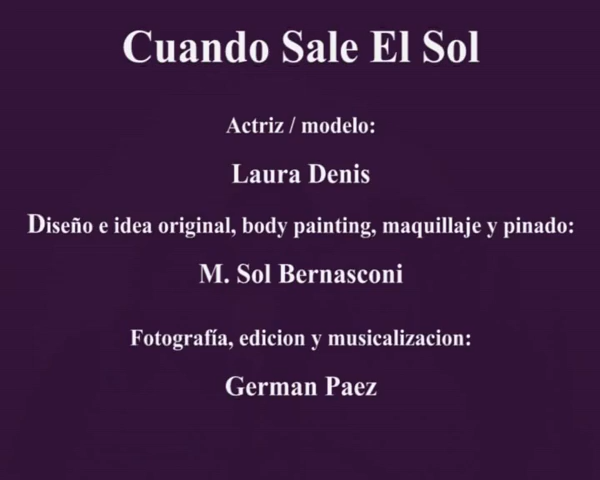 Cuando Sale El Sol
Actriz / modelo:
Laura Denis
Diseño e idea original, body painting, maquillaje y pinado:
M. Sol Bernasconi
Fotografía, edicion y musicalizacion:
German Paez